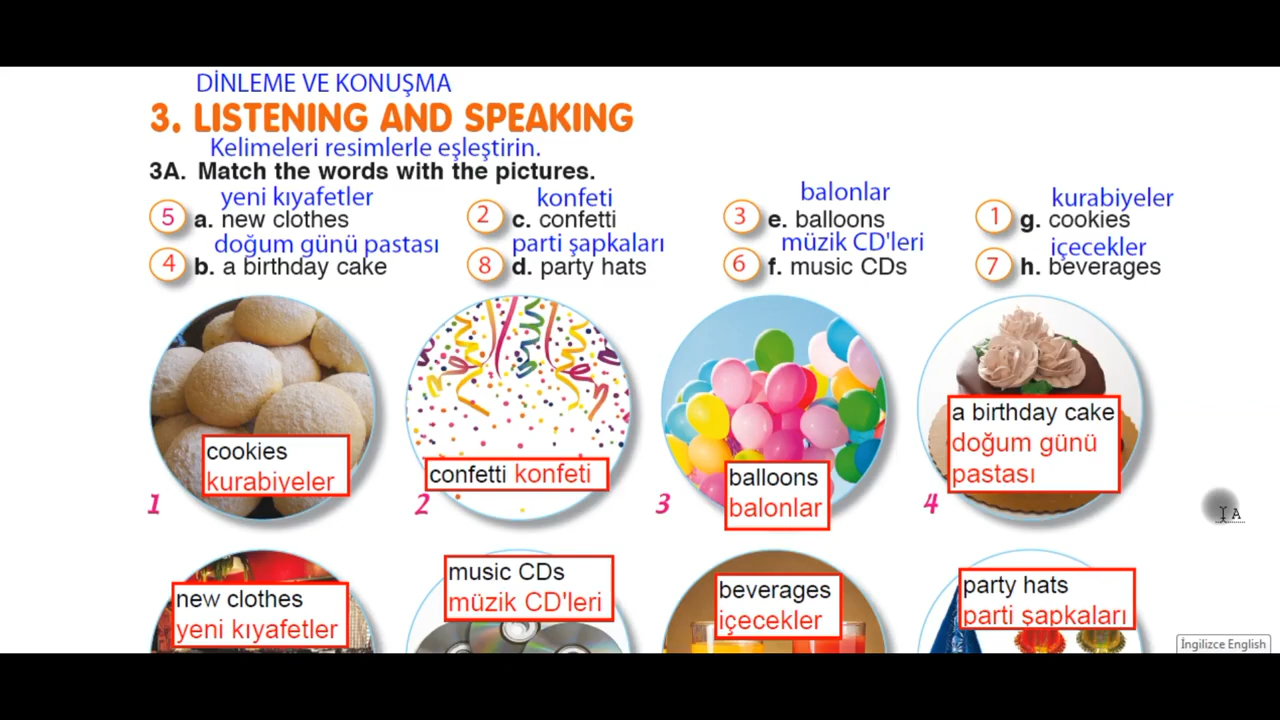 DİNLEME VE KONUŞMA
3. LISTENING AND SPEAKING
Kelimeleri resimlerle eşleştirin.
3A. Match the words with the pictures.
yeni kıyafetler konfeti balonlar kurabiyeler
5 a. new clothes 2 c. confetti 3 e. balloons 1 g. cookies
doğum günü pastası parti şapkaları müzik CD'leri içecekler
4 b. a birthday cake 8 d. party hats 6 f. music CDs 7 h. beverages
cookies
kurabiyeler
1
confetti konfeti
2
balloons
balonlar
3
a birthday cake
doğum günü
pastası
4
A
new clothes
yeni kıyafetler
music CDs
müzik CD'leri
beverages
içecekler
party hats
parti şapkaları
İngilizce English